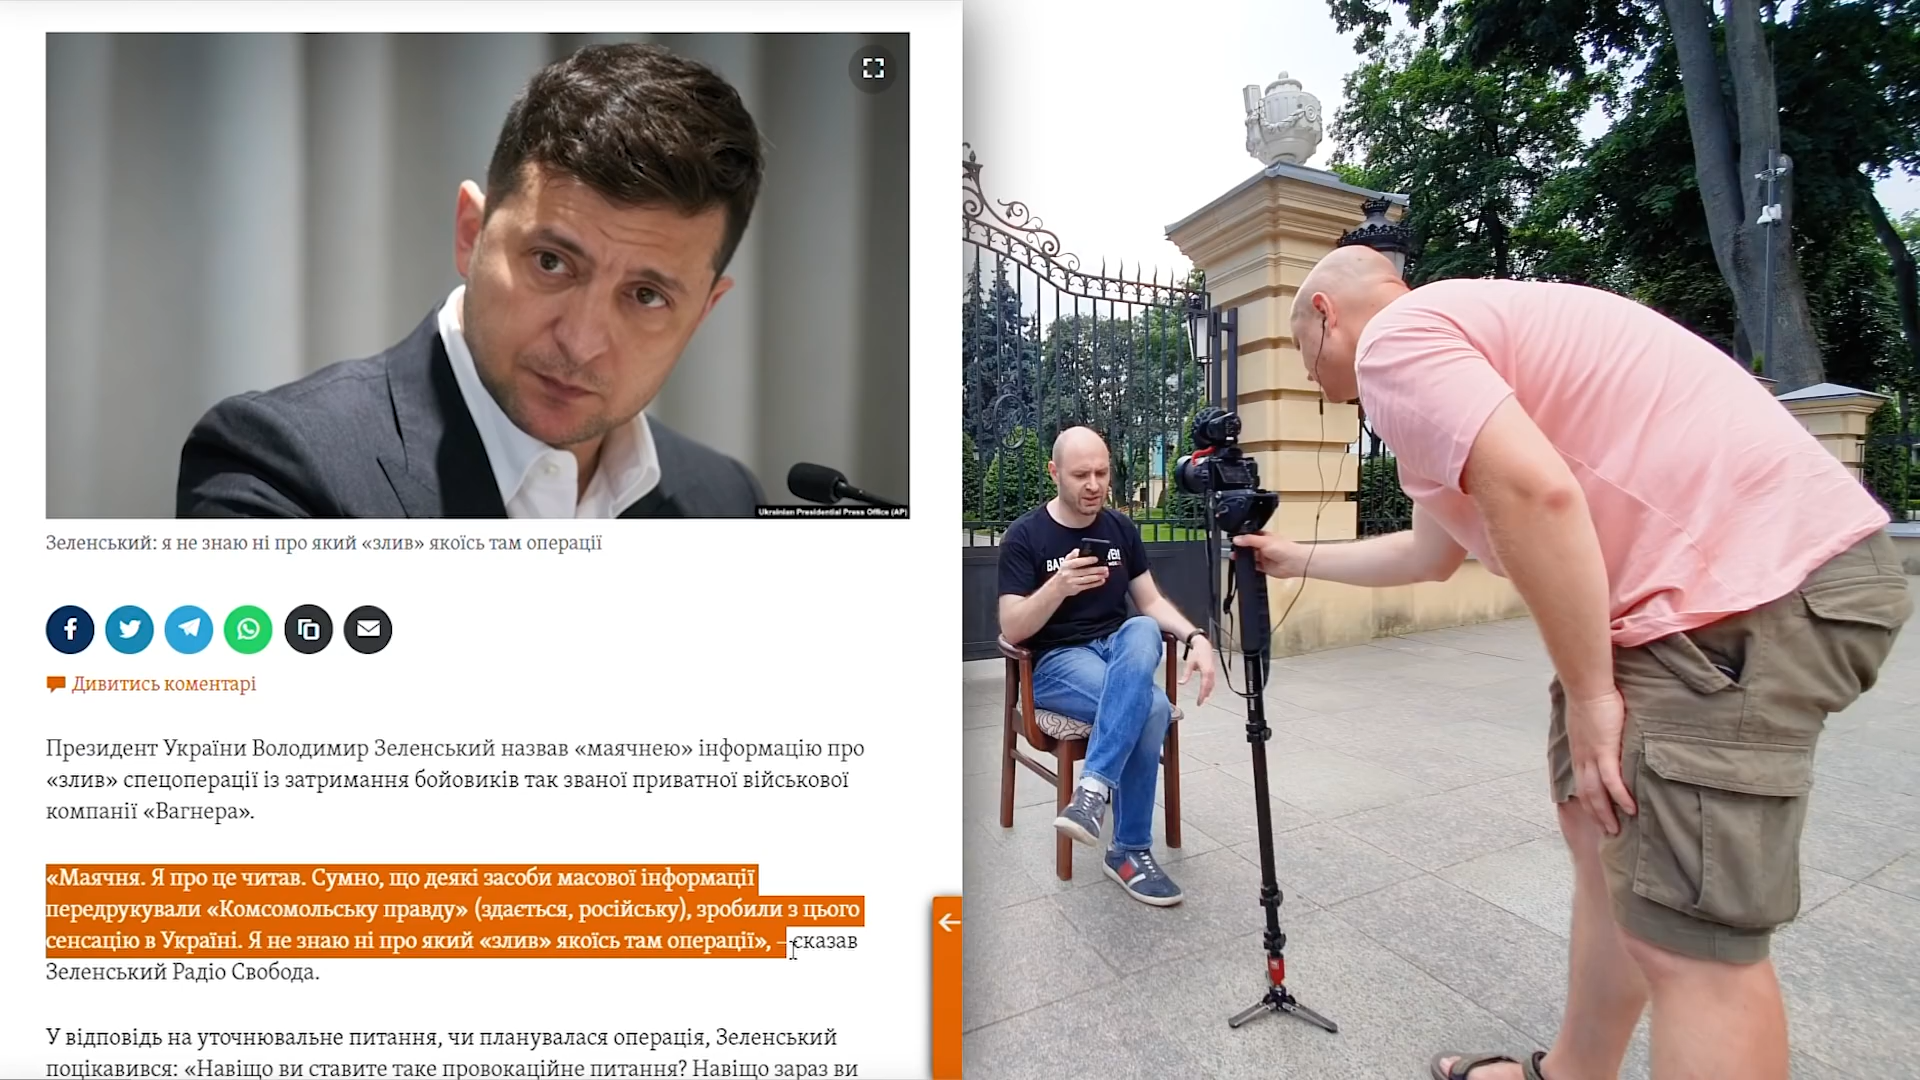 Ukrainian Presidential Press Office (AP)
Зеленський: я не знаю ні про який «злив» якоїсь там операції
Дивитись коментарі
Президент України Володимир Зеленський назвав «маячнею» інформацію про
«злив» спецоперації із затримання бойовиків так званої приватної військової
компанії «Вагнера».
«Маячня. Я про це читав. Сумно, що деякі засоби масової інформації
передрукували «Комсомольську правду» (здається, російську), зробили з цього
сенсацію в Україні. Я не знаю ні про який «злив» якоїсь там операції», – сказав
Зеленський Радіо Свобода.
У відповідь на уточнювальне питання, чи планувалася операція, Зеленський
поцікавився: «Навіщо ви ставите таке провокаційне питання? Навіщо зараз ви